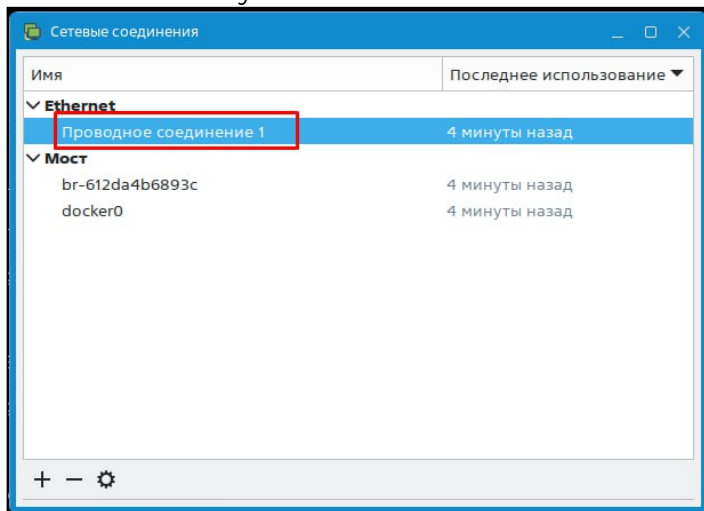 Сетевые соединения
Имя Последнее использование
Ethernet
Проводное соединение 1 4 минуты назад
Мост
br-612da4b6893c 4 минуты назад
docker0 4 минуты назад